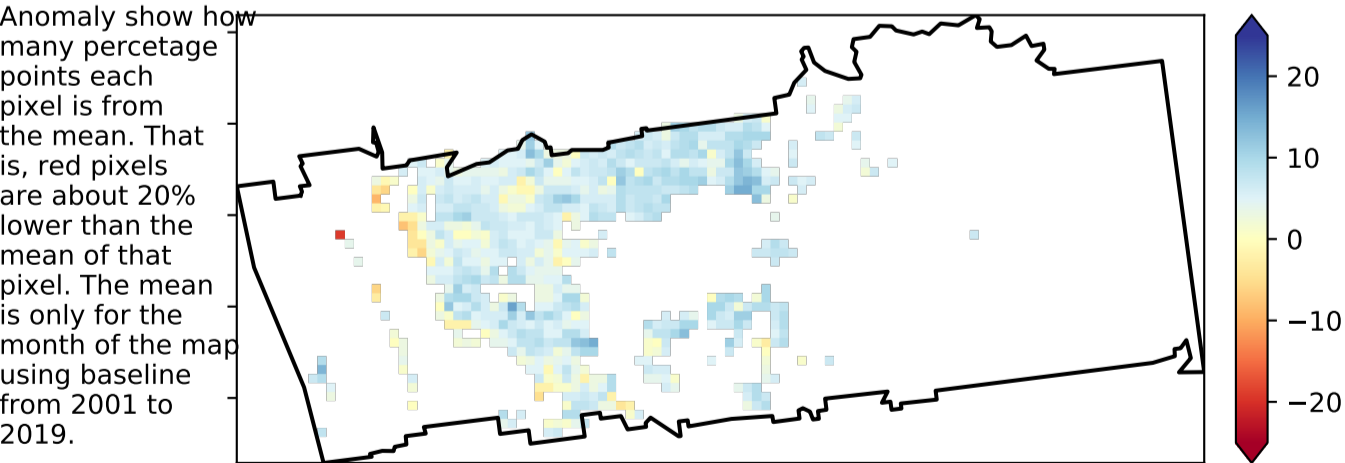 Anomaly show how
many percetage
points each
pixel is from
the mean. That
is, red pixels
are about 20%
lower than the
mean of that
pixel. The mean
is only for the
month of the map
using baseline
from 2001 to
2019.
20
10
0
−10
−20